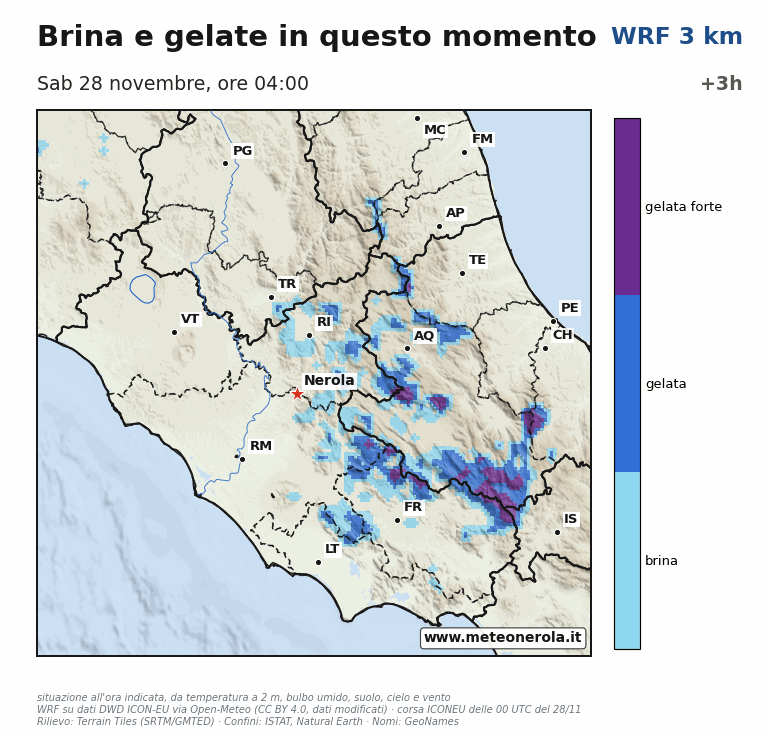 Brina e gelate in questo momento WRF 3 km
Sab 28 novembre, ore 04:00 +3h
MC
FM
PG
AP
TE
TR
PE
VT
RI
AQ
CH
Nerola
RM
FR
IS
LT
gelata forte
gelata
brina
www.meteonerola.it
situazione all'ora indicata, da temperatura a 2 m, bulbo umido, suolo, cielo e vento
WRF su dati DWD ICON-EU via Open-Meteo (CC BY 4.0, dati modificati) · corsa ICONEU delle 00 UTC del 28/11
Rilievo: Terrain Tiles (SRTM/GMTED) · Confini: ISTAT, Natural Earth · Nomi: GeoNames